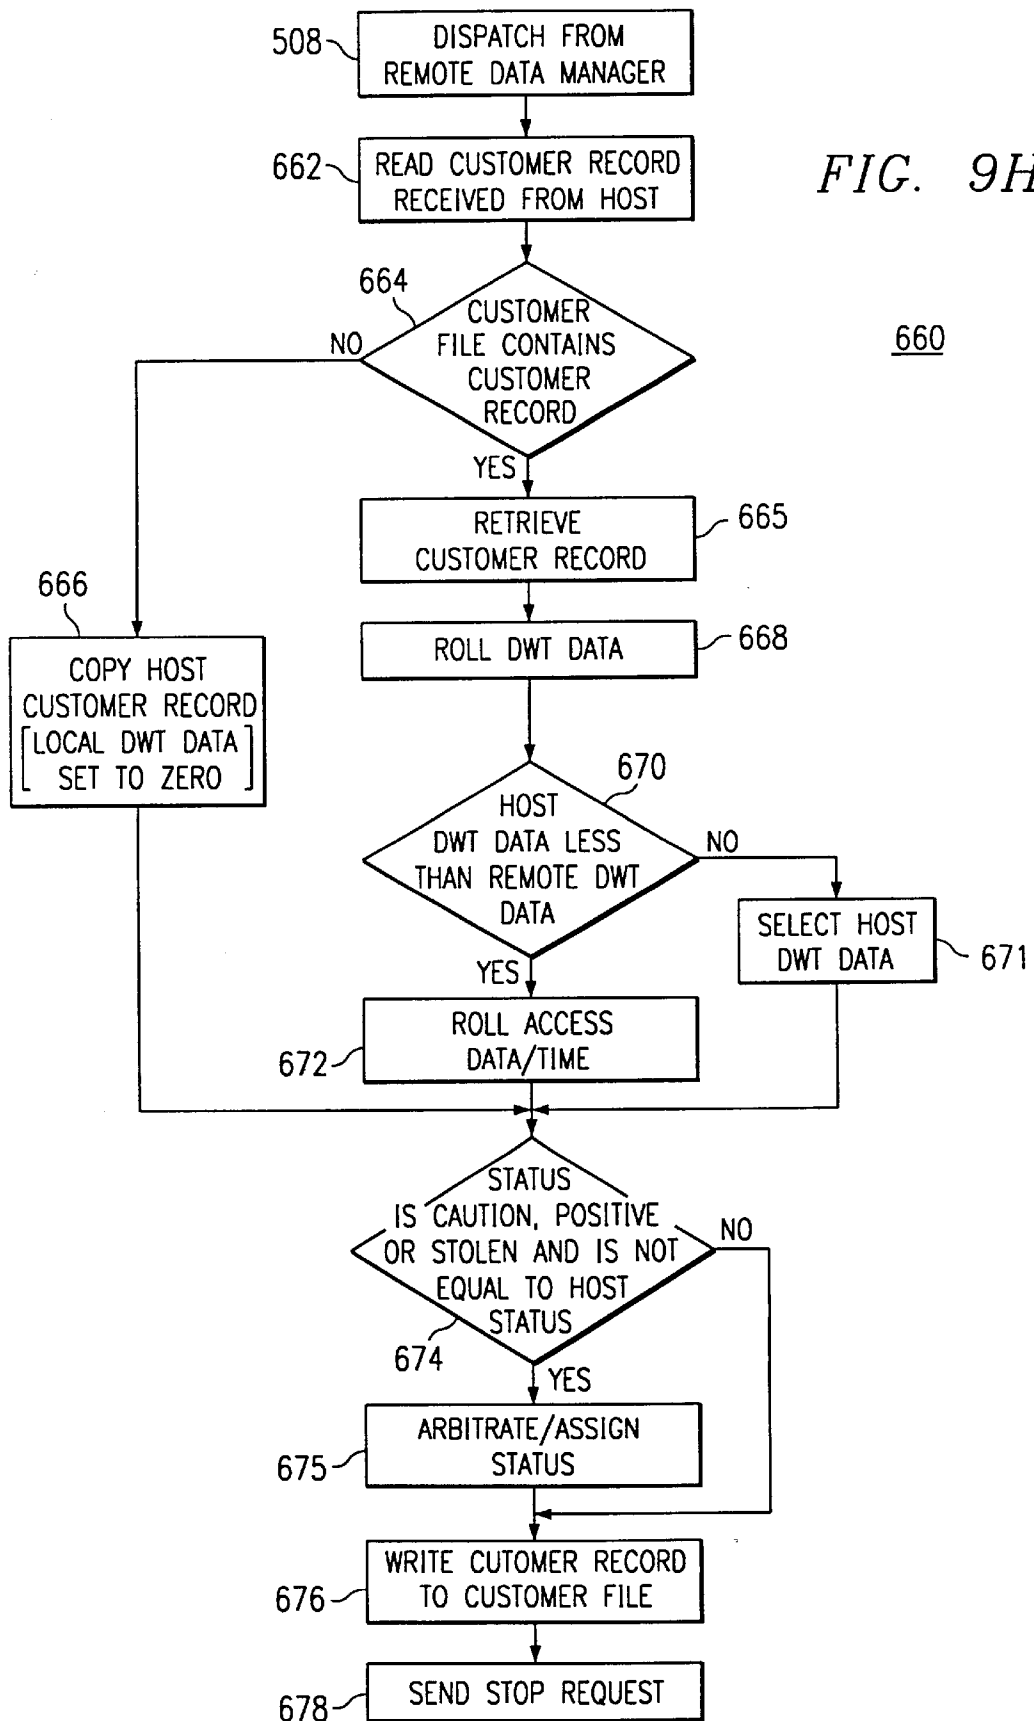 508
DISPATCH FROM
REMOTE DATA MANAGER
662
READ CUSTOMER RECORD
RECEIVED FROM HOST
FIG. 9H
664
CUSTOMER
FILE CONTAINS
CUSTOMER
RECORD
NO
660
YES
RETRIEVE
CUSTOMER RECORD
665
666
COPY HOST
CUSTOMER RECORD
[LOCAL DWT DATA
SET TO ZERO]
ROLL DWT DATA
668
670
HOST
DWT DATA LESS
THAN REMOTE DWT
DATA
NO
SELECT HOST
DWT DATA
671
YES
672
ROLL ACCESS
DATA/TIME
STATUS
IS CAUTION, POSITIVE
OR STOLEN AND IS NOT
EQUAL TO HOST
STATUS
NO
674
YES
675
ARBITRATE/ASSIGN
STATUS
676
WRITE CUTOMER RECORD
TO CUSTOMER FILE
678
SEND STOP REQUEST